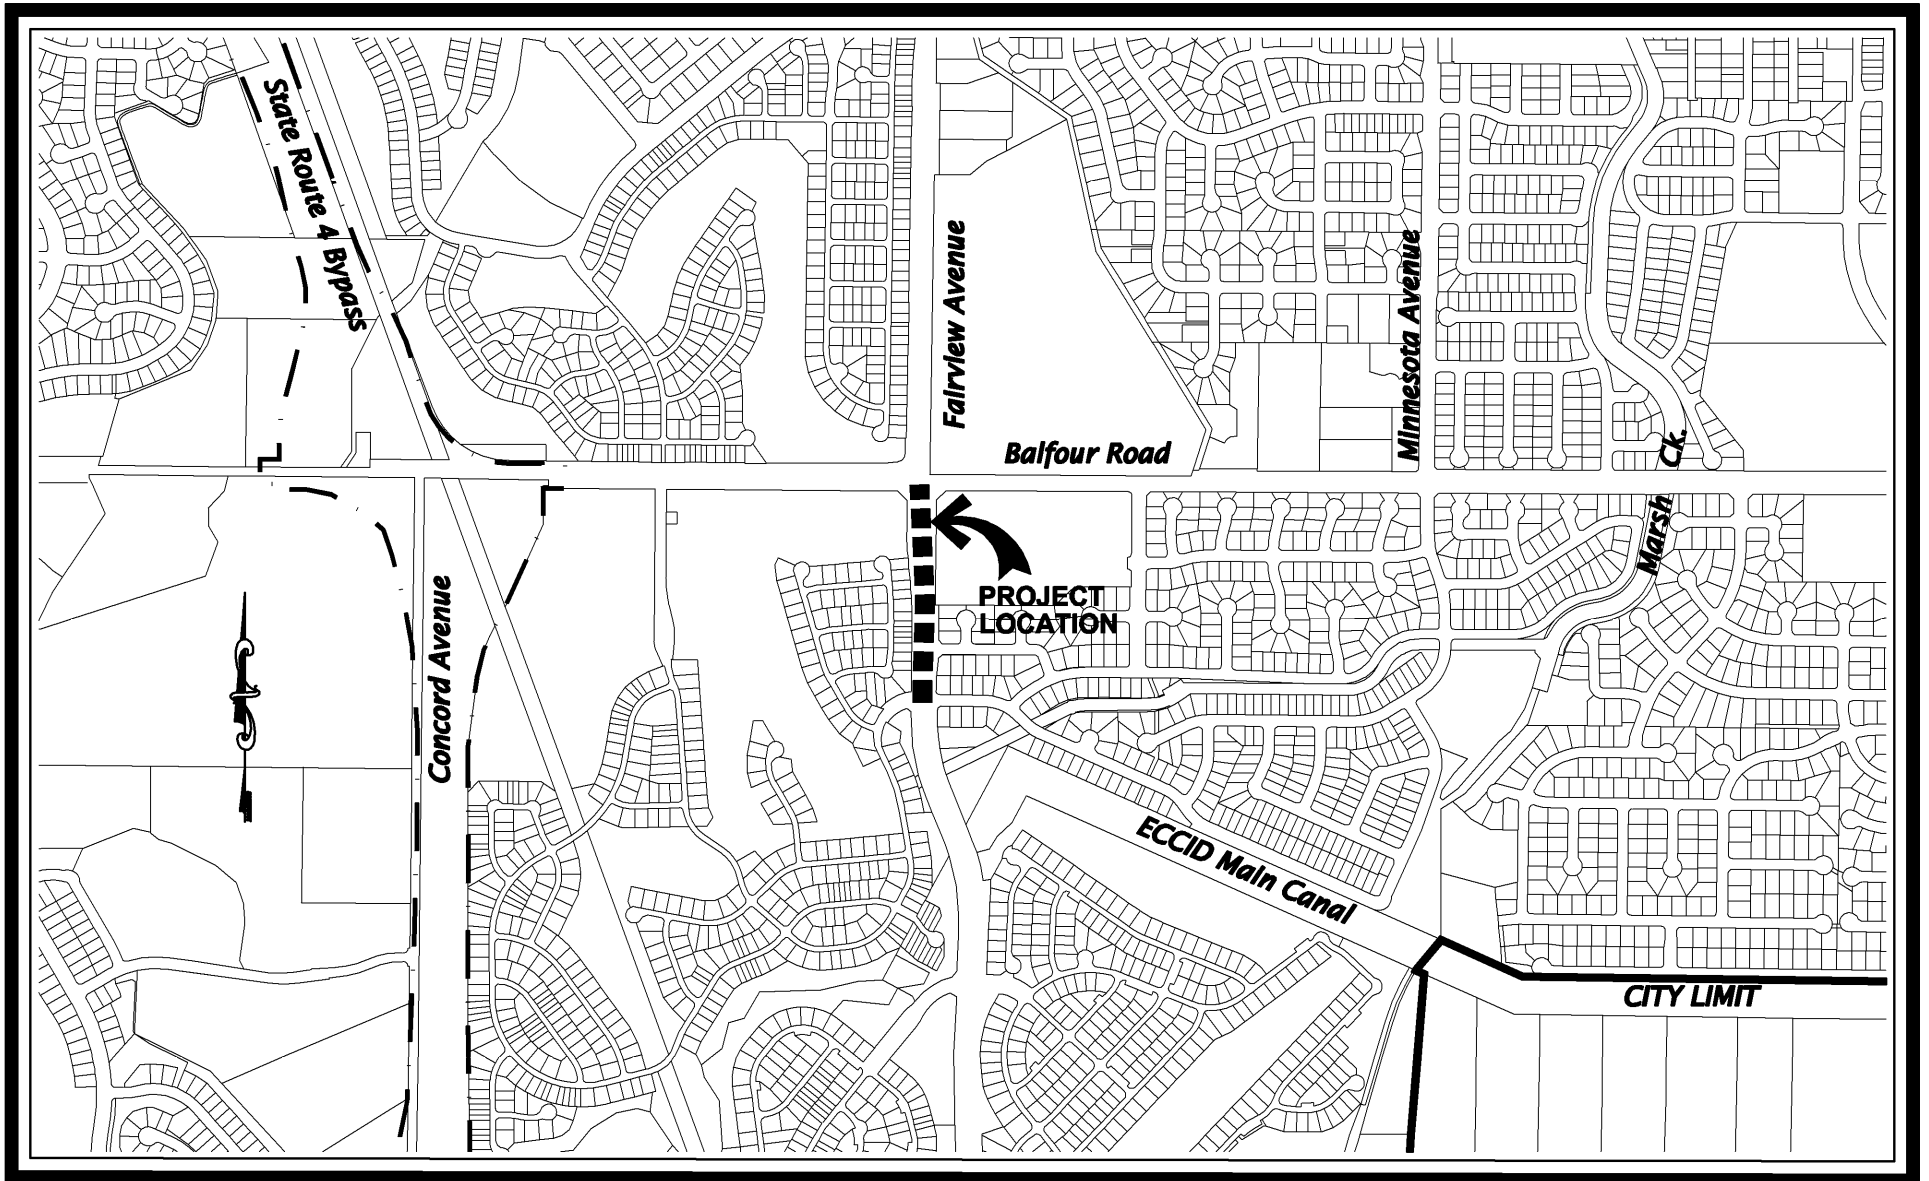 State Route 4 Bypass
Fairview Avenue
Minnesota Avenue
Balfour Road
Marsh Ck.
PROJECT
LOCATION
Concord Avenue
ECCID Main Canal
CITY LIMIT